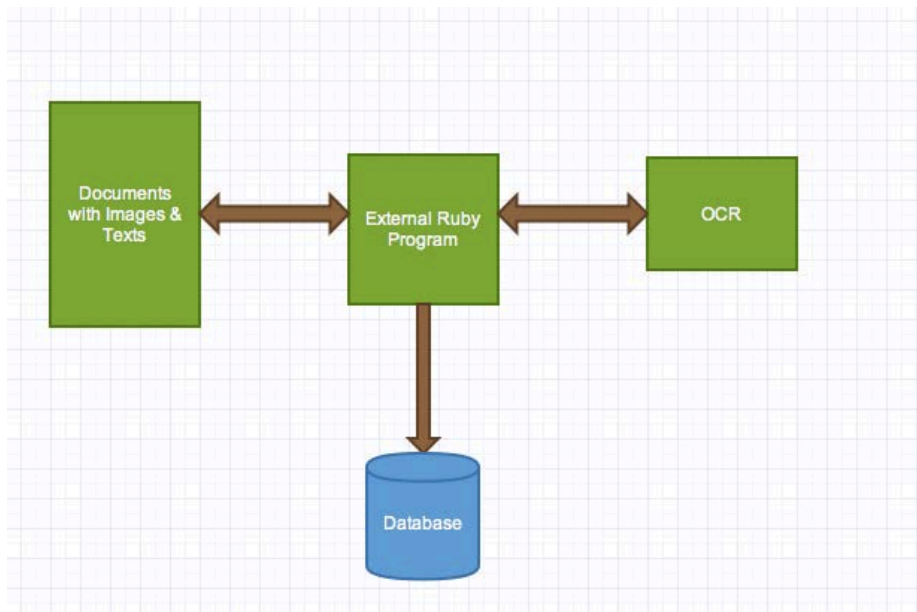 Documents
with Images &
Texts
External Ruby
Program
OCR
Database